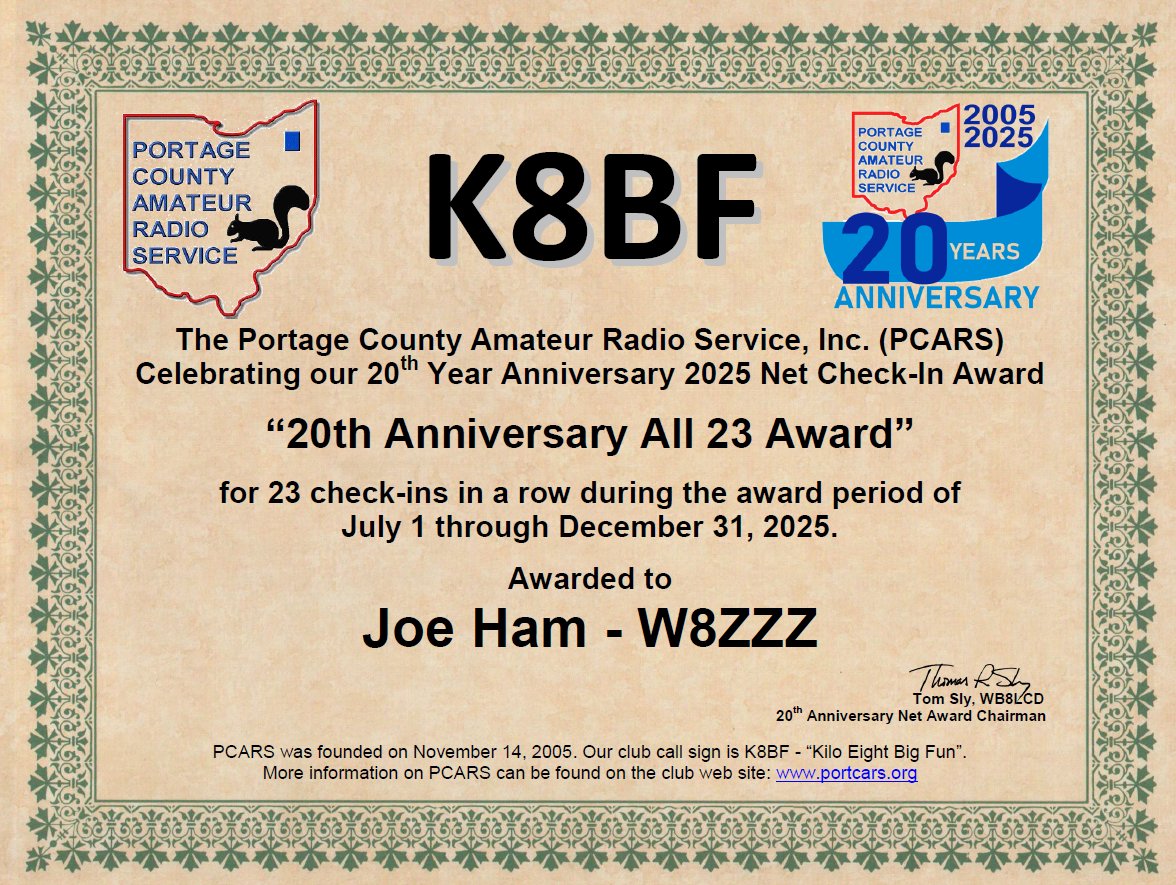 PORTAGE
COUNTY
AMATEUR
RADIO
SERVICE
K8BF
PORTAGE
COUNTY
AMATEUR
RADIO
SERVICE
2005
2025
20 YEARS
ANNIVERSARY
The Portage County Amateur Radio Service, Inc. (PCARS)
Celebrating our 20th Year Anniversary 2025 Net Check-In Award
“20th Anniversary All 23 Award”
for 23 check-ins in a row during the award period of
July 1 through December 31, 2025.
Awarded to
Joe Ham - W8ZZZ
Thomas R. Sly
Tom Sly, WB8LCD
20th Anniversary Net Award Chairman
PCARS was founded on November 14, 2005. Our club call sign is K8BF - “Kilo Eight Big Fun”.
More information on PCARS can be found on the club web site: www.portcars.org